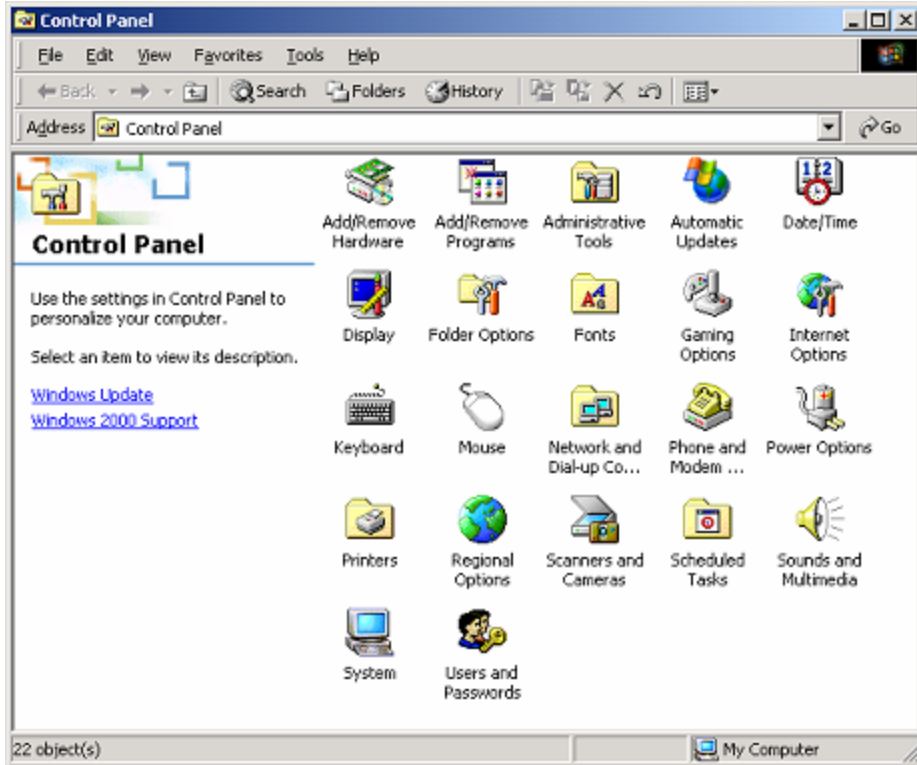 Control Panel
File Edit View Favorites Tools Help
Back Search Folders History
Address Control Panel Go
Control Panel
Use the settings in Control Panel to
personalize your computer.
Select an item to view its description.
Windows Update
Windows 2000 Support
Add/Remove
Hardware
Add/Remove
Programs
Administrative
Tools
Automatic
Updates
12
Date/Time
Display
Folder Options
Fonts
Gaming
Options
Internet
Options
Keyboard
Mouse
Network and
Dial-up Co...
Phone and
Modem ...
Power Options
Printers
Regional
Options
Scanners and
Cameras
Scheduled
Tasks
Sounds and
Multimedia
System
Users and
Passwords
22 object(s) My Computer